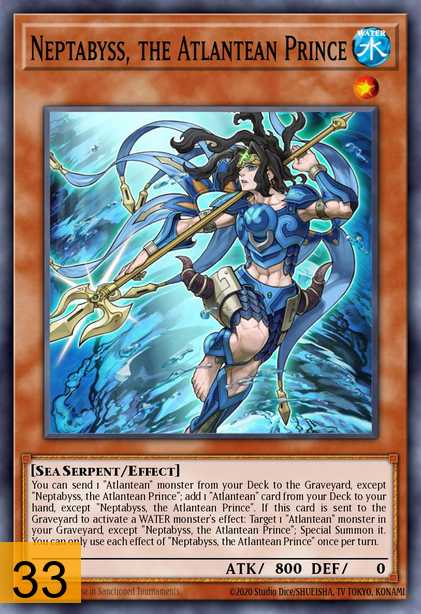 Neptabyss, the Atlantean Prince
WATER
水
[Sea Serpent/Effect]
You can send 1 "Atlantean" monster from your Deck to the Graveyard, except
"Neptabyss, the Atlantean Prince"; add 1 "Atlantean" card from your Deck to your
hand, except "Neptabyss, the Atlantean Prince". If this card is sent to the
Graveyard to activate a WATER monster's effect: Target 1 "Atlantean" monster in
your Graveyard, except "Neptabyss, the Atlantean Prince"; Special Summon it.
You can only use each effect of "Neptabyss, the Atlantean Prince" once per turn.
ATK/ 800 DEF/ 0
33
Use in Sanctioned Tournaments
©2020 Studio Dice/SHUEISHA, TV TOKYO, KONAMI